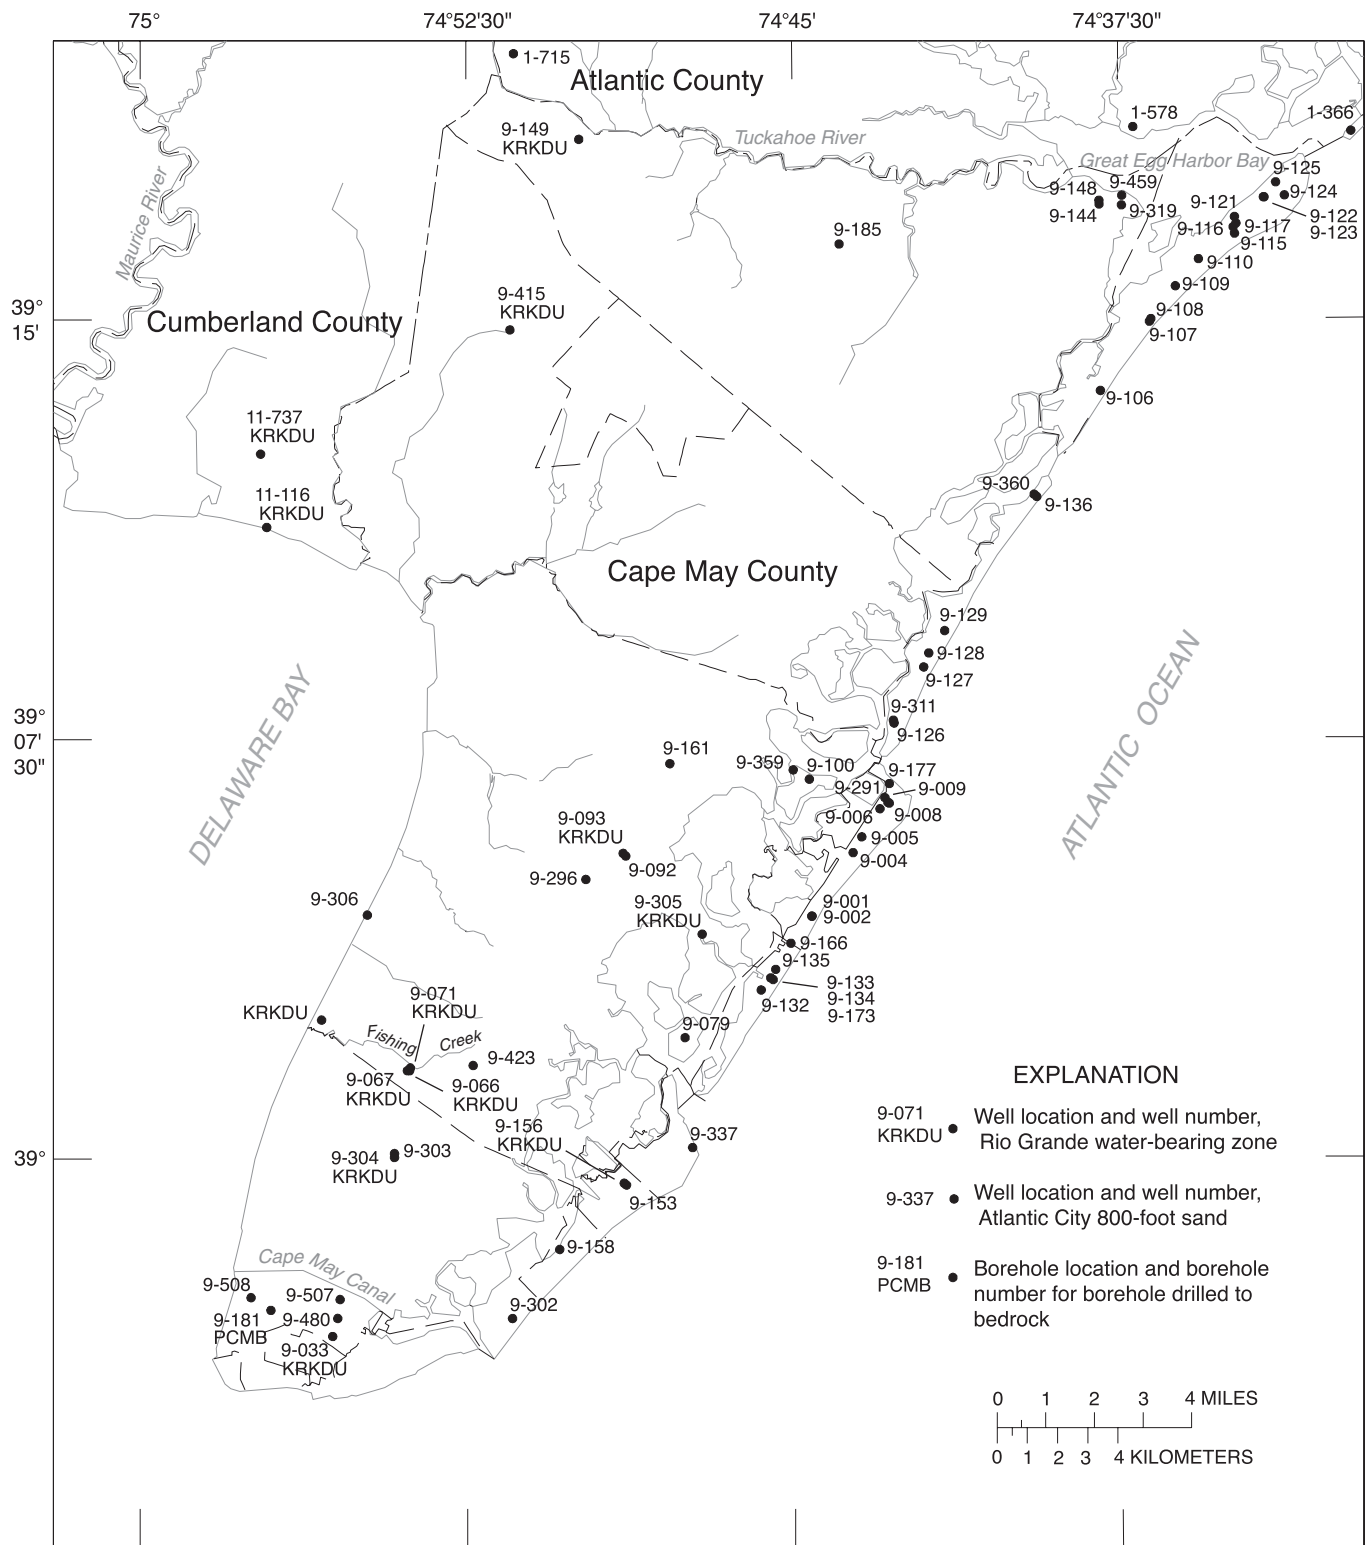 75°
74°52'30"
74°45'
74°37'30"
1-715
Atlantic County
9-149
KRKDU
Tuckahoe River
1-578
1-366
Great Egg Harbor Bay
Maurice River
9-148
9-459
9-144
9-319
9-125
9-124
9-121
9-122
9-123
9-116
9-117
9-115
9-185
9-110
9-109
9-415
KRKDU
39°
15'
Cumberland County
9-108
9-107
9-106
11-737
KRKDU
11-116
KRKDU
9-360
9-136
Cape May County
9-129
9-128
9-127
DELAWARE BAY
ATLANTIC OCEAN
39°
07'
30"
9-311
9-126
9-161
9-359
9-100
9-177
9-291
9-009
9-006
9-008
9-093
KRKDU
9-092
9-005
9-004
9-296
9-306
9-305
KRKDU
9-001
9-002
9-166
9-135
9-133
9-134
9-173
9-132
KRKDU
9-071
KRKDU
Fishing Creek
9-079
9-423
9-067
KRKDU
9-066
KRKDU
9-156
KRKDU
9-337
39°
9-304
KRKDU
9-303
9-153
9-158
Cape May Canal
9-508
9-507
9-181
PCMB
9-480
9-033
KRKDU
9-302
EXPLANATION
9-071
KRKDU
Well location and well number,
Rio Grande water-bearing zone
9-337
Well location and well number,
Atlantic City 800-foot sand
9-181
PCMB
Borehole location and borehole
number for borehole drilled to
bedrock
0 1 2 3 4 MILES
0 1 2 3 4 KILOMETERS